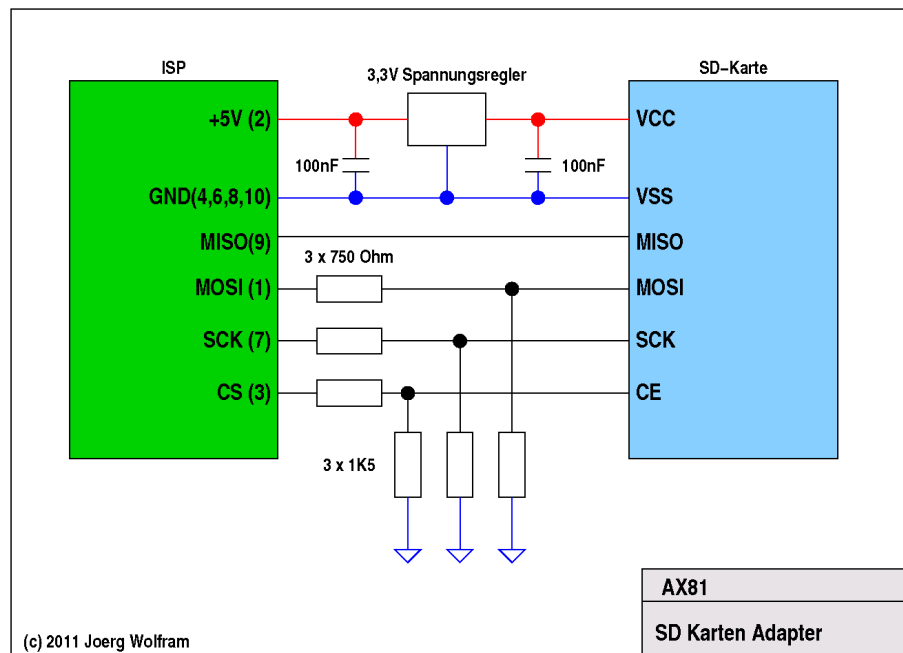 ISP
3,3V Spannungsregler
SD-Karte
+5V (2)
VCC
100nF
100nF
GND(4,6,8,10)
VSS
MISO(9)
MISO
3 x 750 Ohm
MOSI (1)
MOSI
SCK (7)
SCK
CS (3)
CE
3 x 1K5
AX81
SD Karten Adapter
(c) 2011 Joerg Wolfram